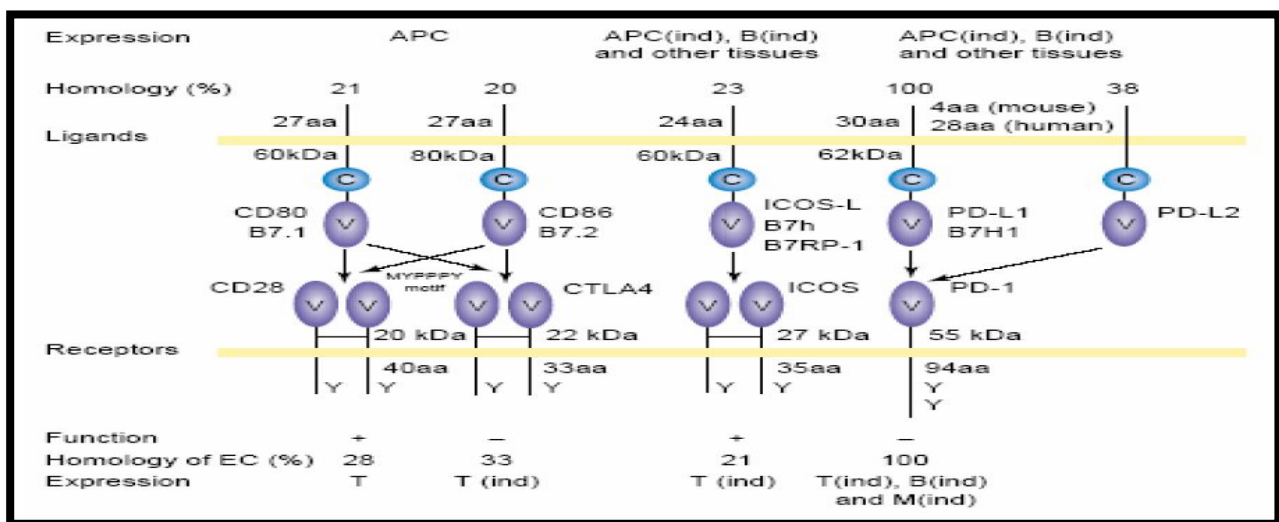 Expression APC APC(ind), B(ind) APC(ind), B(ind)
and other tissues and other tissues
Homology (%) 21 20 23 100 38
27aa 27aa 24aa 30aa 4aa (mouse)
28aa (human)
Ligands
60kDa 80kDa 60kDa 62kDa
C C C C C
V V V V V
CD80 CD86 ICOS-L PD-L1 PD-L2
B7.1 B7.2 B7h B7H1
B7RP-1
MYPPPY
motif
CD28 CTLA4 ICOS PD-1
V V V V V V V
20 kDa 22 kDa 27 kDa 55 kDa
Receptors
40aa 33aa 35aa 94aa
Y Y Y Y Y Y Y
Y
Function + – + –
Homology of EC (%) 28 33 21 100
Expression T T (ind) T (ind) T(ind), B(ind)
and M(ind)